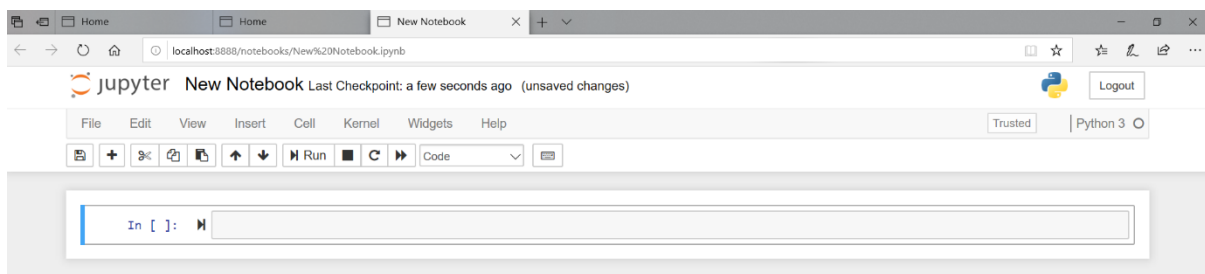 Home Home New Notebook
localhost:8888/notebooks/New%20Notebook.ipynb
jupyter New Notebook Last Checkpoint: a few seconds ago (unsaved changes) Logout
File Edit View Insert Cell Kernel Widgets Help Trusted Python 3
Run Code
In [ ]: